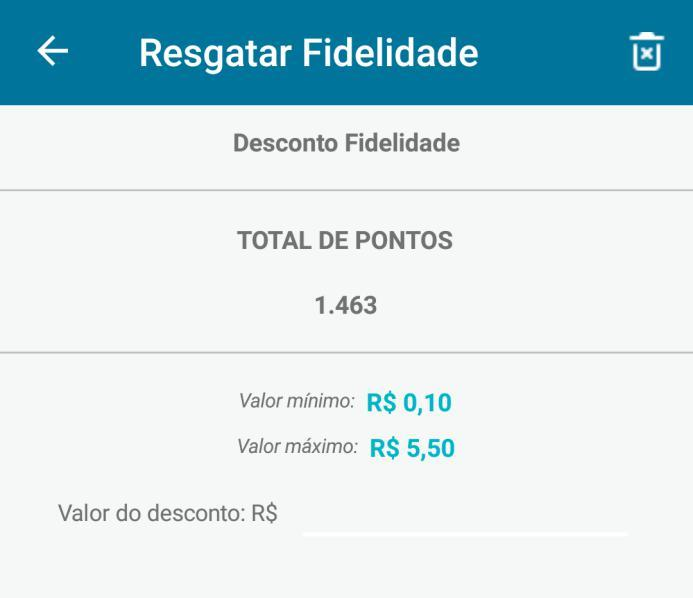 Resgatar Fidelidade
Desconto Fidelidade
TOTAL DE PONTOS
1.463
Valor mínimo: R$ 0,10
Valor máximo: R$ 5,50
Valor do desconto: R$